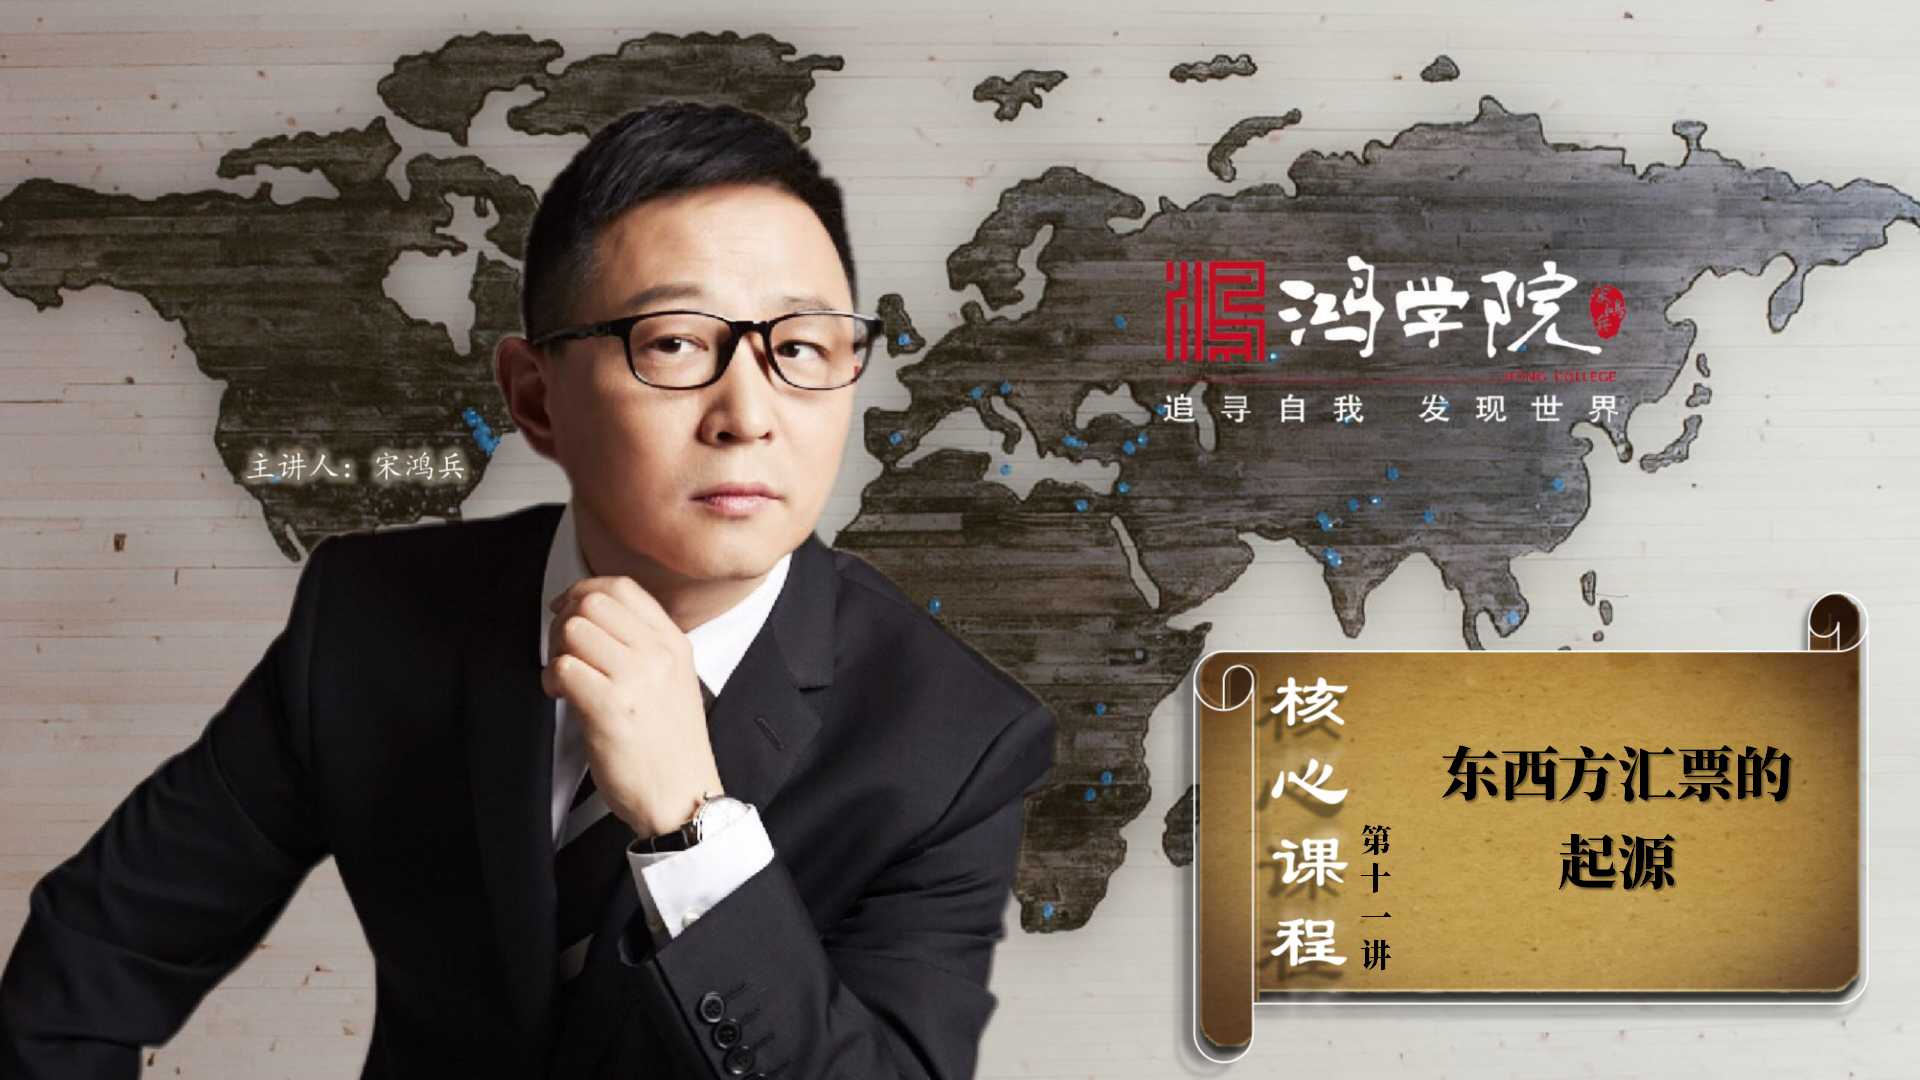 鸿学院
HONG COLLEGE
追寻自我 发现世界
主讲人：宋鸿兵
核心课程
第十一讲
东西方汇票的
起源